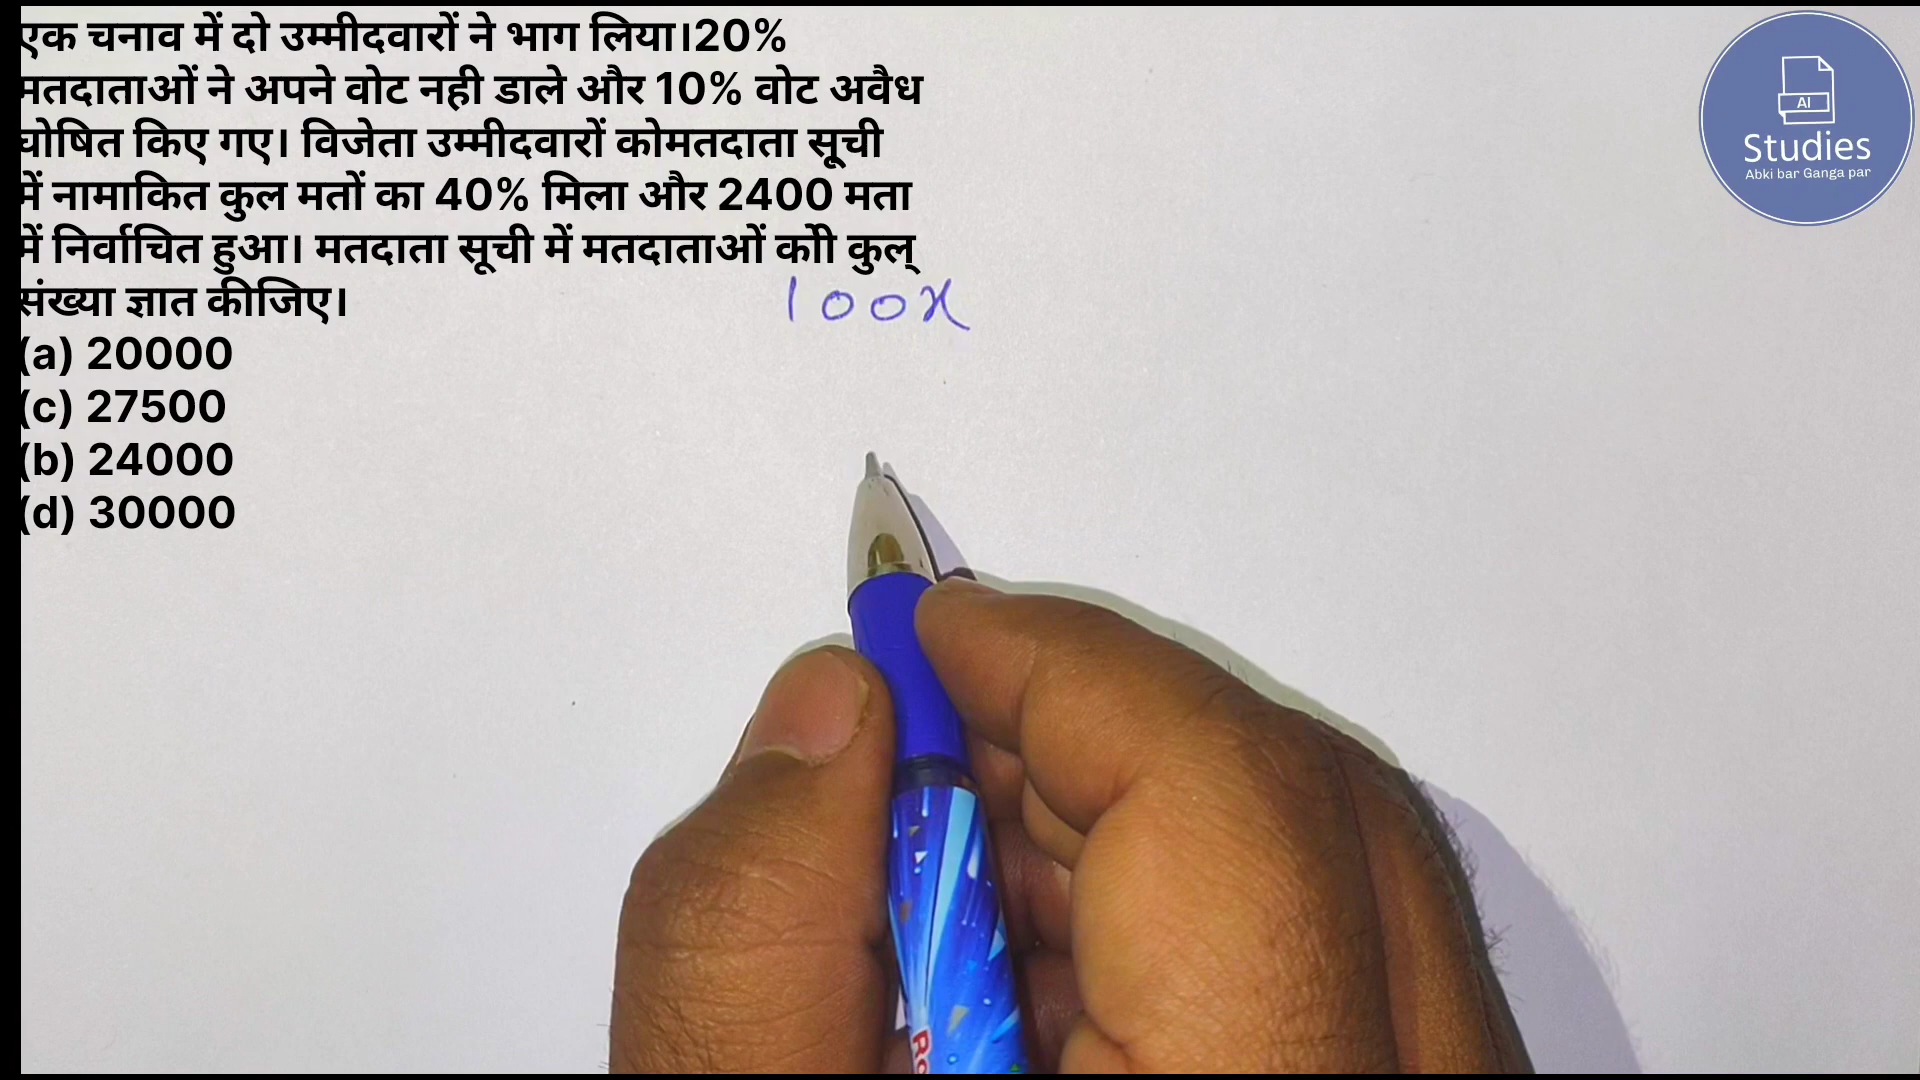 एक चनाव में दो उम्मीदवारों ने भाग लिया।20%
मतदाताओं ने अपने वोट नही डाले और 10% वोट अवैध
घोषित किए गए। विजेता उम्मीदवारों कोमतदाता सूची
में नामाकित कुल मतों का 40% मिला और 2400 मता
में निर्वाचित हुआ। मतदाता सूची में मतदाताओं कीो कुल्
संख्या ज्ञात कीजिए।
100x
(a) 20000
(c) 27500
(b) 24000
(d) 30000
AI
Studies
Abki bar Ganga par